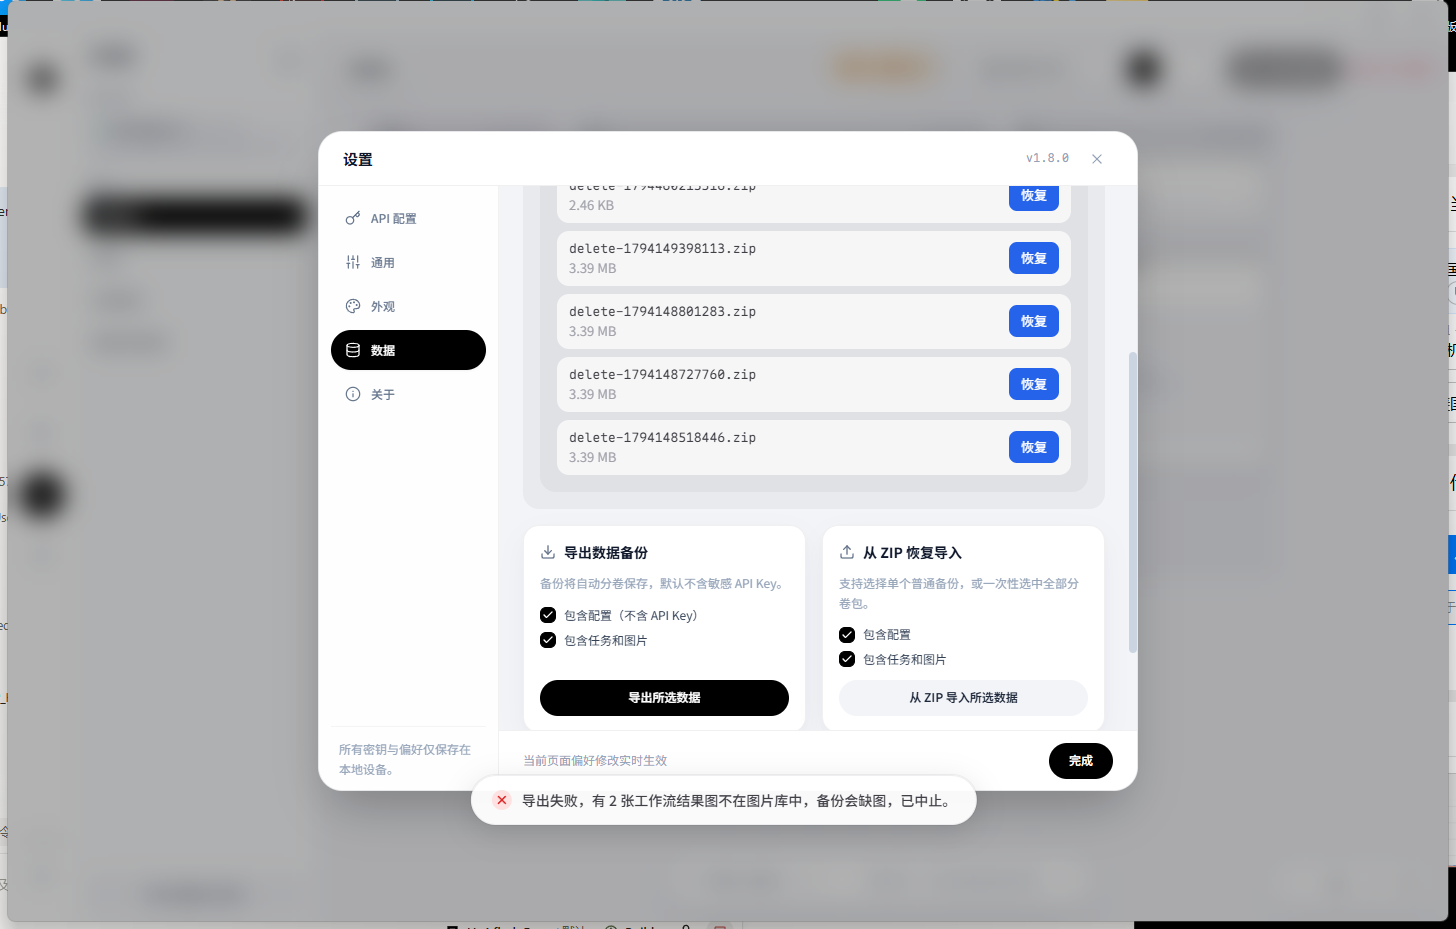 设置
v1.8.0
API 配置
通用
外观
数据
关于
所有密钥与偏好仅保存在
本地设备。
2.46 KB
恢复
delete-1794149398113.zip
3.39 MB
恢复
delete-1794148801283.zip
3.39 MB
恢复
delete-1794148727760.zip
3.39 MB
恢复
delete-1794148518446.zip
3.39 MB
恢复
导出数据备份
备份将自动分卷保存，默认不含敏感 API Key。
包含配置（不含 API Key）
包含任务和图片
导出所选数据
从 ZIP 恢复导入
支持选择单个普通备份，或一次性选中全部分
卷包。
包含配置
包含任务和图片
从 ZIP 导入所选数据
当前页面偏好修改实时生效
完成
导出失败，有 2 张工作流结果图不在图片库中，备份会缺图，已中止。